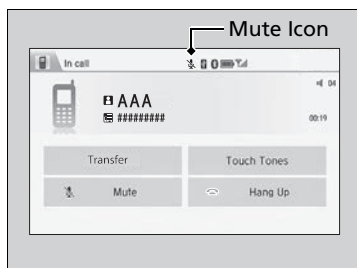 Mute Icon
In call
04
AAA
#########
00:19
Transfer
Touch Tones
Mute
Hang Up